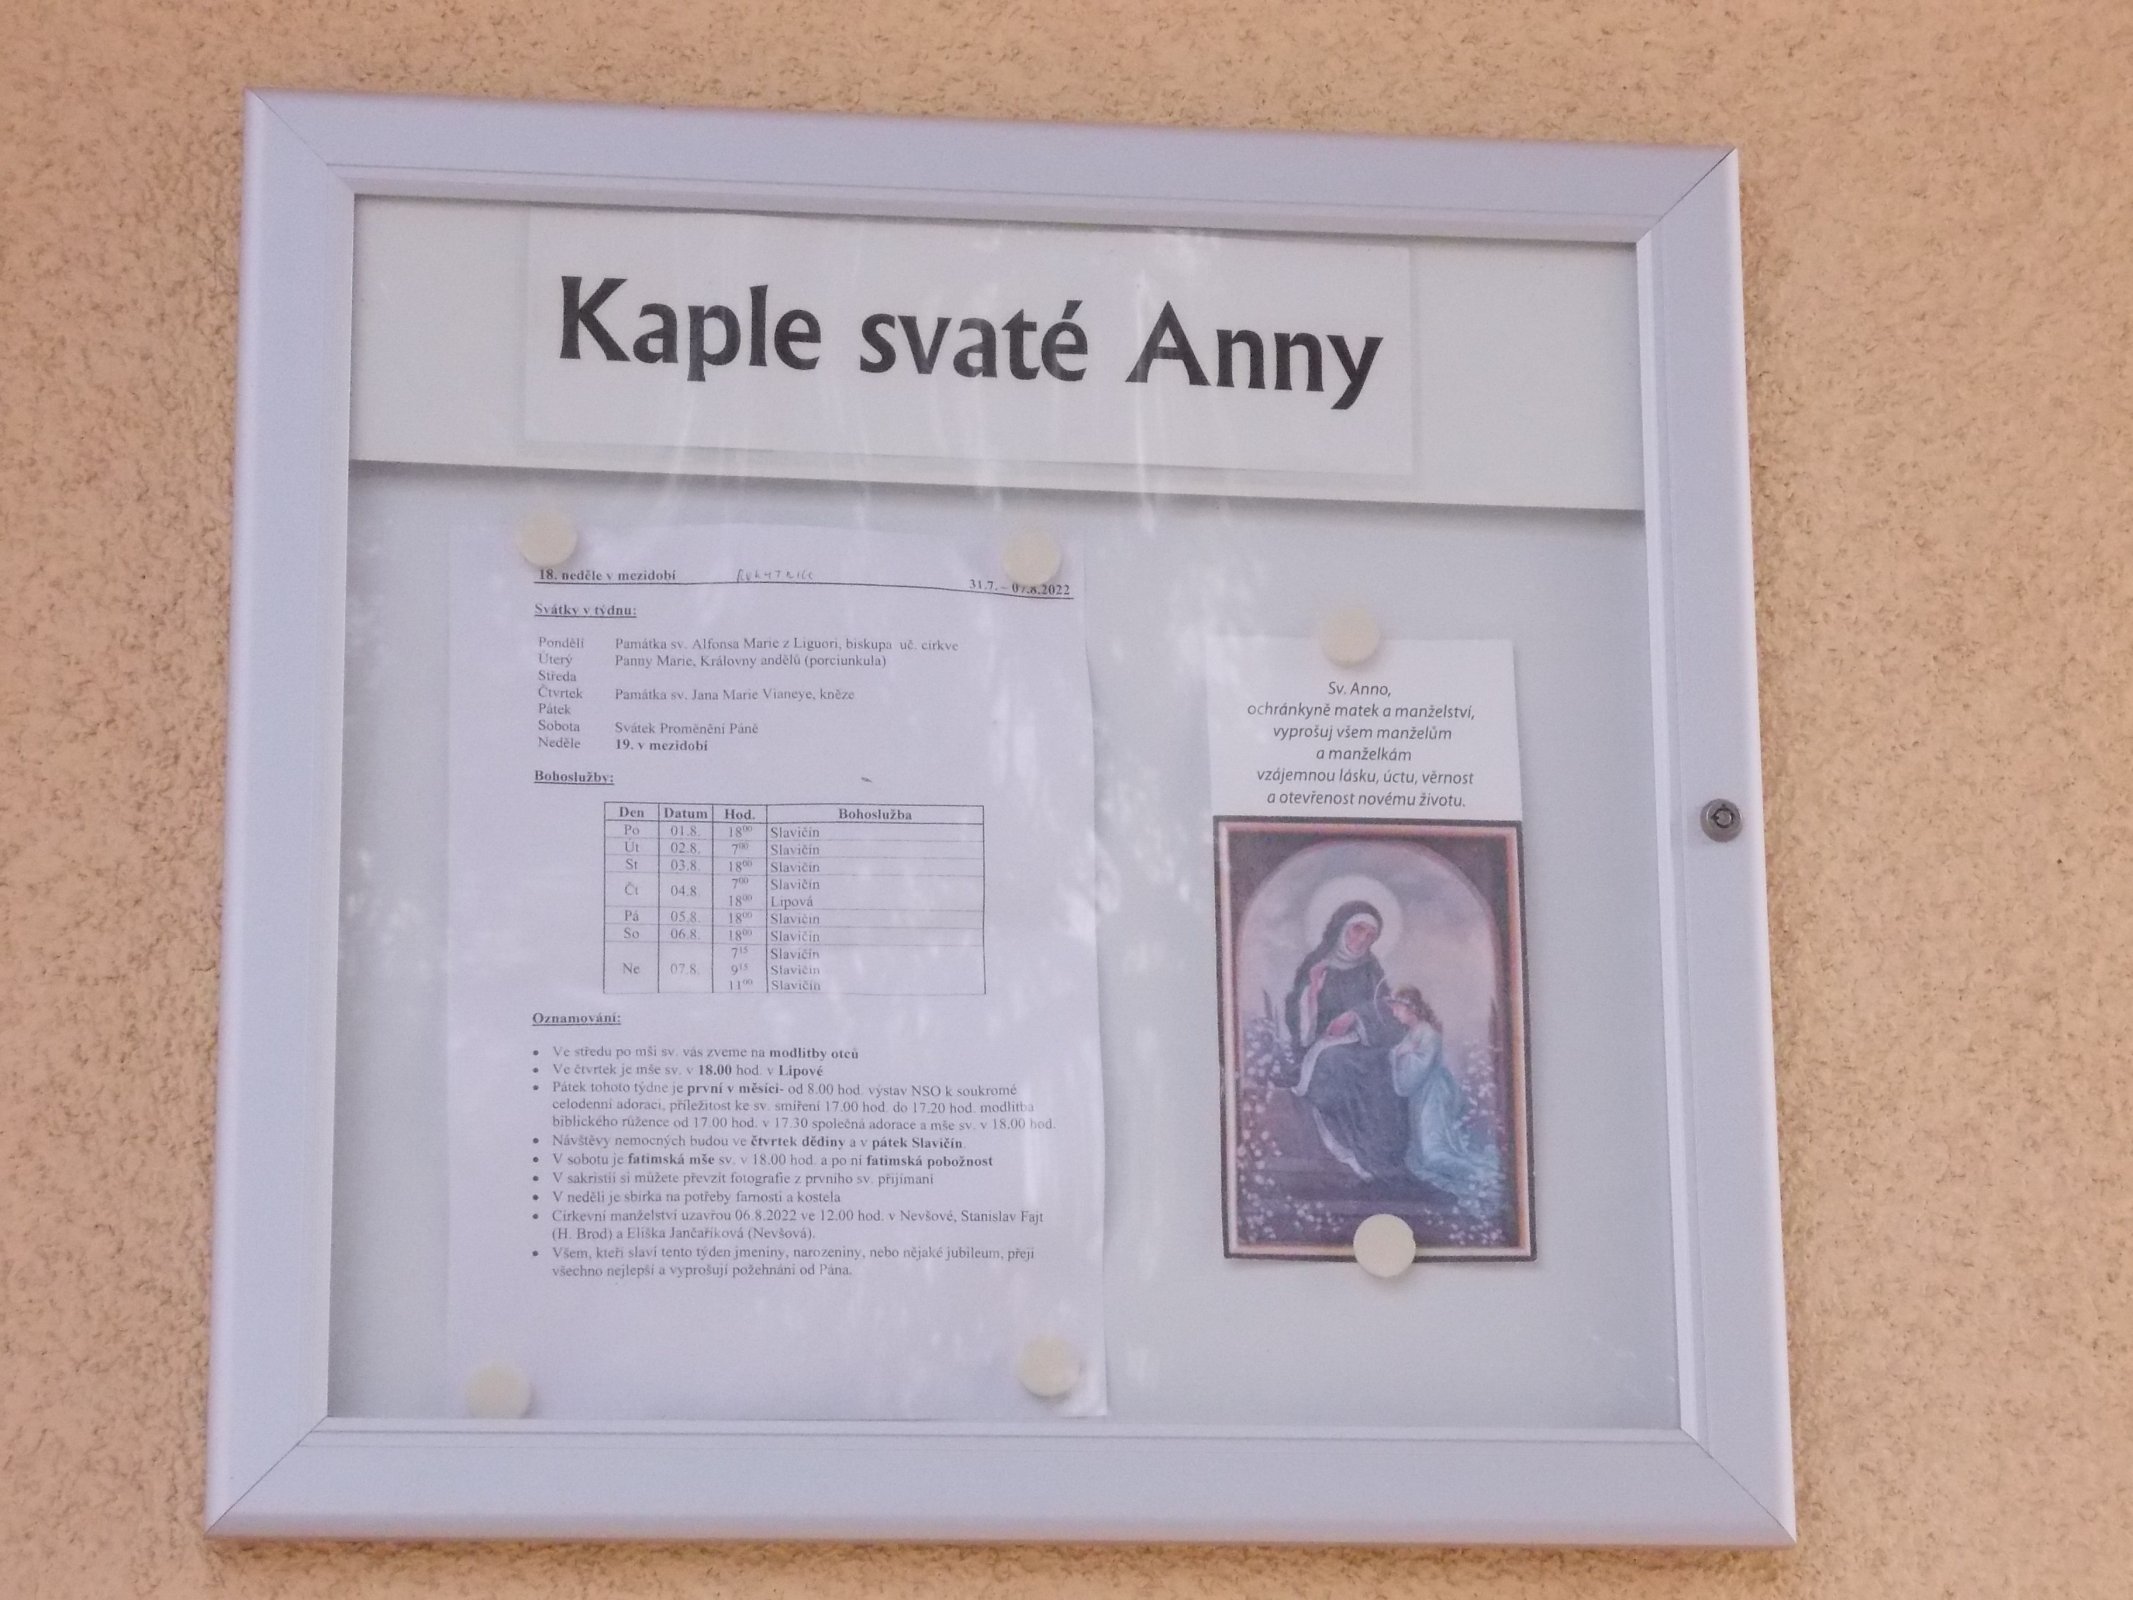 Kaple svaté Anny
18. neděle v mezidobí 31.7. – 07.8.2022
Svátky v týdnu:
Pondělí Památka sv. Alfonsa Marie z Liguori, biskupa uč. církve
Úterý Panny Marie, Královny andělů (porciunkula)
Středa
Čtvrtek Památka sv. Jana Marie Vianeye, kněze
Pátek
Sobota Svátek Proměnění Páně
Neděle 19. v mezidobí
Bohoslužby:
Den Datum Hod. Bohoslužba
Po 01.8. 18⁰⁰ Slavičín
Út 02.8. 7⁰⁰ Slavičín
St 03.8. 18⁰⁰ Slavičín
Čt 04.8. 7⁰⁰ Slavičín
18⁰⁰ Lipová
Pá 05.8. 18⁰⁰ Slavičín
So 06.8. 18⁰⁰ Slavičín
7¹⁵ Slavičín
Ne 07.8. 9¹⁵ Slavičín
11⁰⁰ Slavičín
Oznamování:
• Ve středu po mši sv. vás zveme na modlitby otců
• Ve čtvrtek je mše sv. v 18.00 hod. v Lipové
• Pátek tohoto týdne je první v měsíci- od 8.00 hod. výstav NSO k soukromé
celodenní adoraci, příležitost ke sv. smíření 17.00 hod. do 17.20 hod. modlitba
biblického růžence od 17.00 hod. v 17.30 společná adorace a mše sv. v 18.00 hod.
• Návštěvy nemocných budou ve čtvrtek dědiny a v pátek Slavičín.
• V sobotu je fatimská mše sv. v 18.00 hod. a po ní fatimská pobožnost
• V sakristii si můžete převzít fotografie z prvního sv. přijímání
• V neděli je sbírka na potřeby farnosti a kostela
• Církevní manželství uzavřou 06.8.2022 ve 12.00 hod. v Nevšové, Stanislav Fajt
(H. Brod) a Eliška Jančaříková (Nevšová).
• Všem, kteří slaví tento týden jmeniny, narozeniny, nebo nějaké jubileum, přeji
všechno nejlepší a vyprošuji požehnání od Pána.
Sv. Anno,
ochránkyně matek a manželství,
vyprošuj všem manželům
a manželkám
vzájemnou lásku, úctu, věrnost
a otevřenost novému životu.